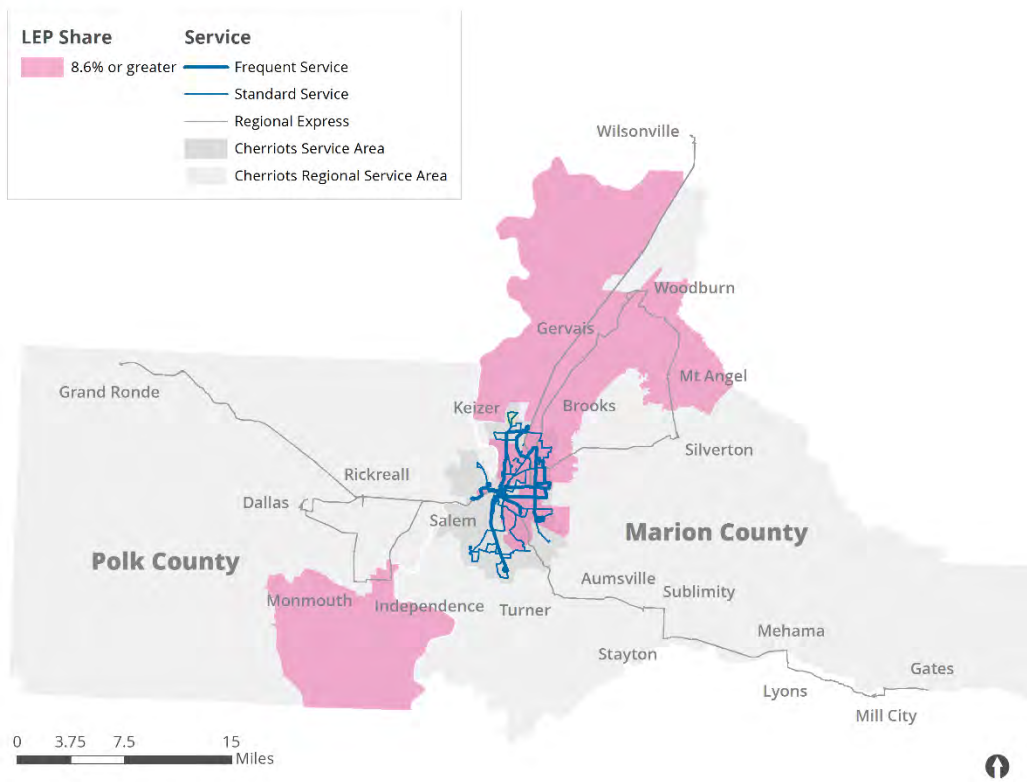 LEP Share
8.6% or greater
Service
Frequent Service
Standard Service
Regional Express
Cherriots Service Area
Cherriots Regional Service Area
Wilsonville
Woodburn
Gervais
Mt Angel
Grand Ronde
Keizer
Brooks
Silverton
Rickreall
Dallas
Salem
Marion County
Polk County
Aumsville
Sublimity
Monmouth
Independence
Turner
Mehama
Stayton
Gates
Lyons
Mill City
0 3.75 7.5 15
Miles